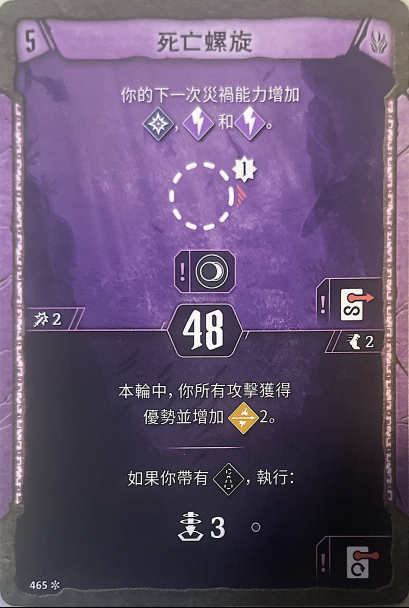 5 死亡螺旋
你的下一次災禍能力增加
, 和 。
1
!
!
2 48 2
本輪中, 你所有攻擊獲得
優勢並增加 2。
如果你帶有 , 執行:
3
!
465